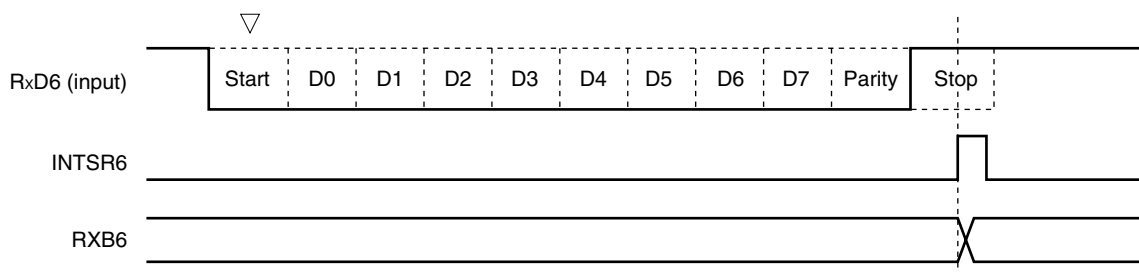 RxD6 (input) Start D0 D1 D2 D3 D4 D5 D6 D7 Parity Stop
INTSR6
RXB6